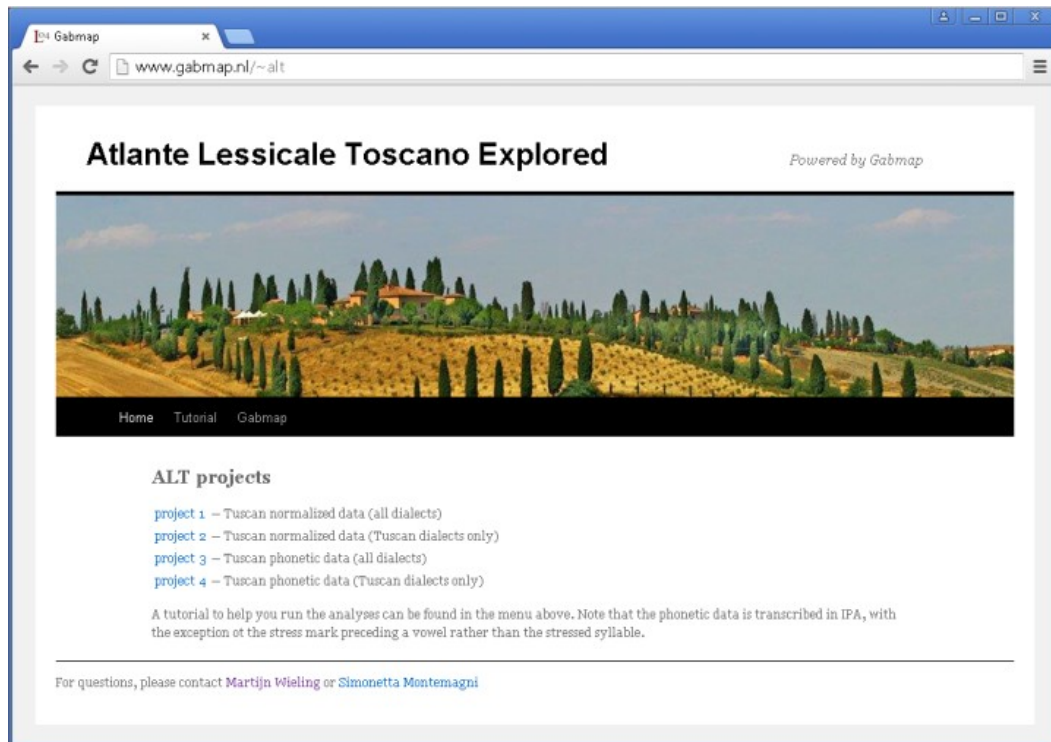 Gabmap
www.gabmap.nl/~alt
Atlante Lessicale Toscano Explored
Powered by Gabmap
Home Tutorial Gabmap
ALT projects
project 1 – Tuscan normalized data (all dialects)
project 2 – Tuscan normalized data (Tuscan dialects only)
project 3 – Tuscan phonetic data (all dialects)
project 4 – Tuscan phonetic data (Tuscan dialects only)
A tutorial to help you run the analyses can be found in the menu above. Note that the phonetic data is transcribed in IPA, with
the exception ot the stress mark preceding a vowel rather than the stressed syllable.
For questions, please contact Martijn Wieling or Simonetta Montemagni